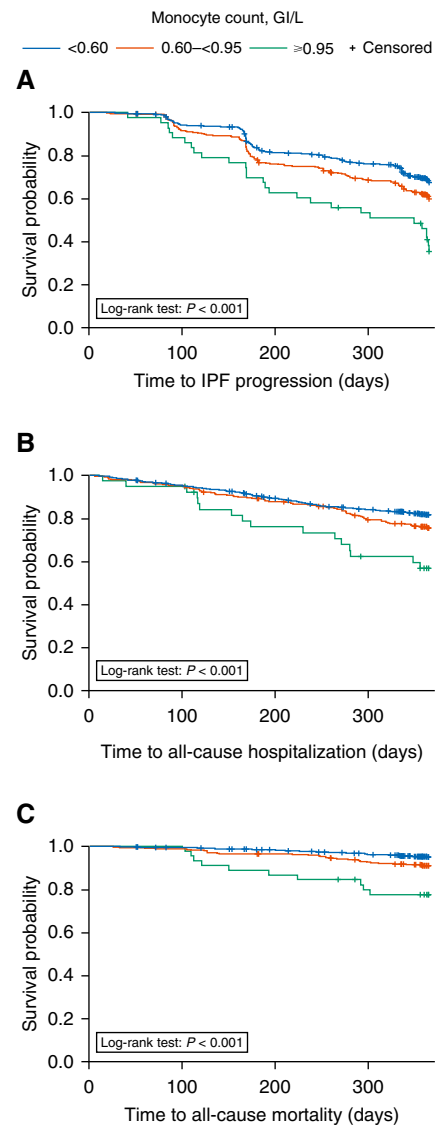 Monocyte count, GI/L
<0.60 0.60–<0.95 ≥0.95 + Censored
A
Survival probability
1.0
0.8
0.6
0.4
0.2
0.0
Log-rank test: P < 0.001
0 100 200 300
Time to IPF progression (days)
B
Survival probability
1.0
0.8
0.6
0.4
0.2
0.0
Log-rank test: P < 0.001
0 100 200 300
Time to all-cause hospitalization (days)
C
Survival probability
1.0
0.8
0.6
0.4
0.2
0.0
Log-rank test: P < 0.001
0 100 200 300
Time to all-cause mortality (days)